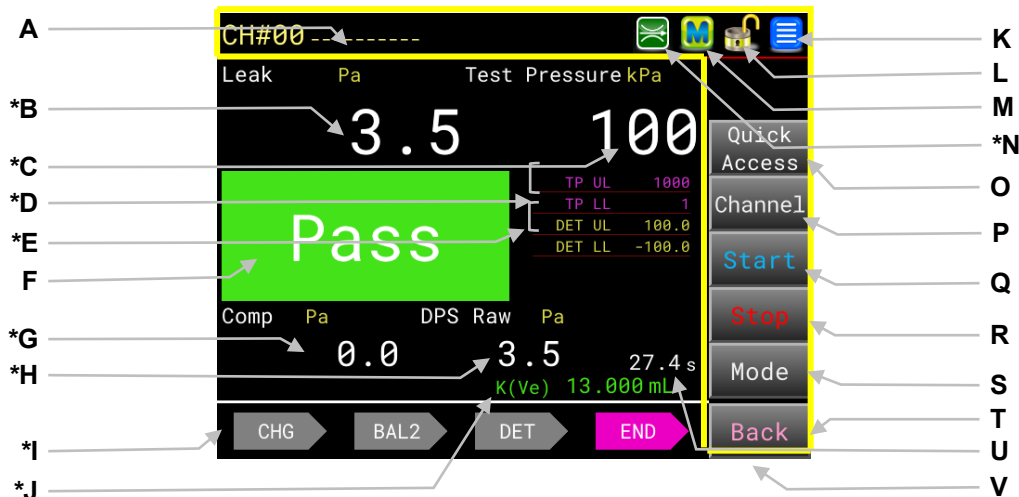 A
CH#00 ----------
M
K
L
Leak Pa Test Pressure kPa
*B
M
3.5 100
*N
Quick
Access
*C
TP UL 1000
O
*D
TP LL 1
Channel
*E
DET UL 100.0
P
Pass
DET LL -100.0
F
Start
Q
Comp Pa DPS Raw Pa
Stop
R
*G
0.0 3.5 27.4 s
*H
Mode
S
K(Ve) 13.000 mL
T
*I
CHG BAL2 DET END
Back
U
*J
V